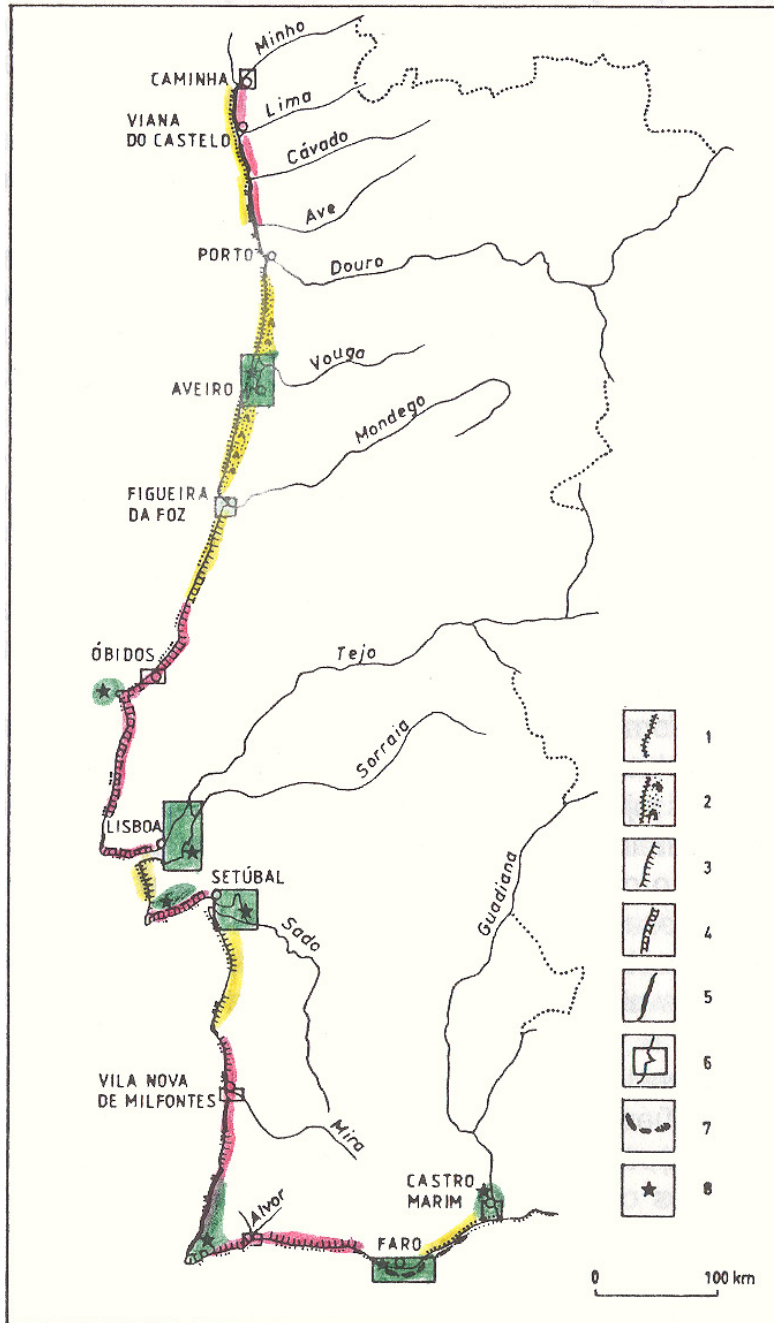 Minho
CAMINHA
Lima
VIANA
DO CASTELO
Cávado
Ave
PORTO
Douro
Vouga
AVEIRO
Mondego
FIGUEIRA
DA FOZ
ÓBIDOS
Tejo
Sorraia
LISBOA
SETÚBAL
Sado
Guadiana
VILA NOVA
DE MILFONTES
Mira
CASTRO
MARIM
Alvor
FARO
1
2
3
4
5
6
7
8
0 100 km